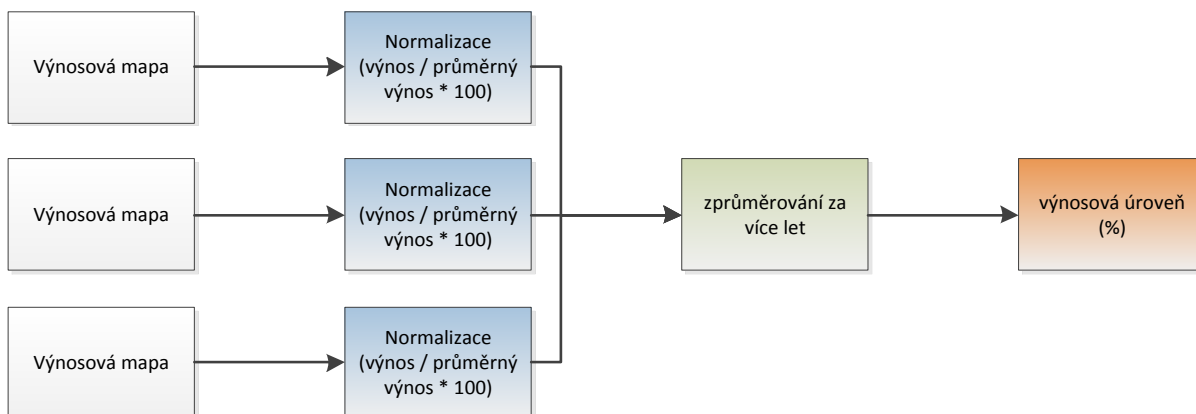 Výnosová mapa
Normalizace
(výnos / průměrný
výnos * 100)
Výnosová mapa
Normalizace
(výnos / průměrný
výnos * 100)
zprůměrování za
více let
výnosová úroveň
(%)
Výnosová mapa
Normalizace
(výnos / průměrný
výnos * 100)